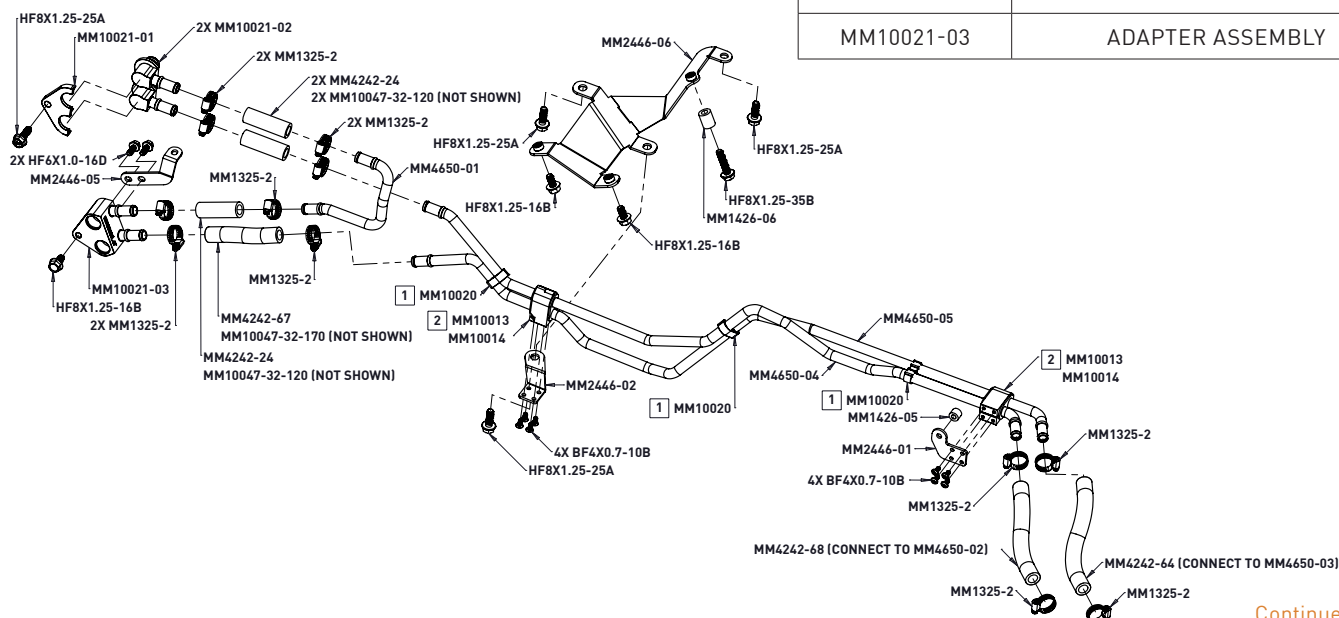 HF8X1.25-25A
MM10021-01
2X MM10021-02
2X MM1325-2
2X MM4242-24
2X MM10047-32-120 (NOT SHOWN)
2X MM1325-2
MM4650-01
2X HF6X1.0-16D
MM2446-05
MM1325-2
MM10021-03
HF8X1.25-16B
2X MM1325-2
MM1325-2
MM4242-67
MM10047-32-170 (NOT SHOWN)
MM4242-24
MM10047-32-120 (NOT SHOWN)
MM2446-06
HF8X1.25-25A
HF8X1.25-25A
HF8X1.25-35B
MM1426-06
HF8X1.25-16B
HF8X1.25-16B
MM10021-03 ADAPTER ASSEMBLY
1 MM10020
2 MM10013
MM10014
MM2446-02
4X BF4X0.7-10B
HF8X1.25-25A
1 MM10020
MM4650-05
MM4650-04
2 MM10013
MM10014
1 MM10020
MM1426-05
MM2446-01
4X BF4X0.7-10B
MM1325-2
MM1325-2
MM4242-68 (CONNECT TO MM4650-02)
MM4242-64 (CONNECT TO MM4650-03)
MM1325-2
MM1325-2
Continue